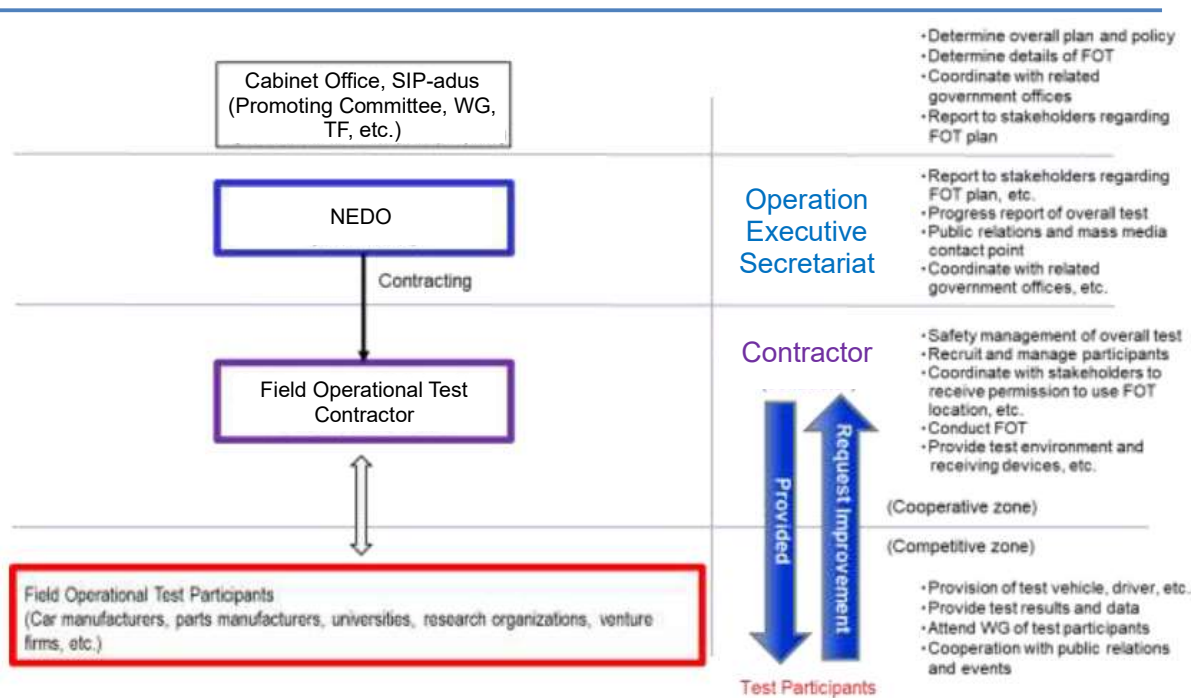 Cabinet Office, SIP-adus
(Promoting Committee, WG,
TF, etc.)
・Determine overall plan and policy
・Determine details of FOT
・Coordinate with related
government offices
・Report to stakeholders regarding
FOT plan
NEDO
Contracting
Operation
Executive
Secretariat
・Report to stakeholders regarding
FOT plan, etc.
・Progress report of overall test
・Public relations and mass media
contact point
・Coordinate with related
government offices, etc.
Field Operational Test
Contractor
Contractor
・Safety management of overall test
・Recruit and manage participants
・Coordinate with stakeholders to
receive permission to use FOT
location, etc.
・Conduct FOT
・Provide test environment and
receiving devices, etc.
Provided
Request Improvement
(Cooperative zone)
(Competitive zone)
Field Operational Test Participants
(Car manufacturers, parts manufacturers, universities, research organizations, venture
firms, etc.)
・Provision of test vehicle, driver, etc.
・Provide test results and data
・Attend WG of test participants
・Cooperation with public relations
and events
Test Participants